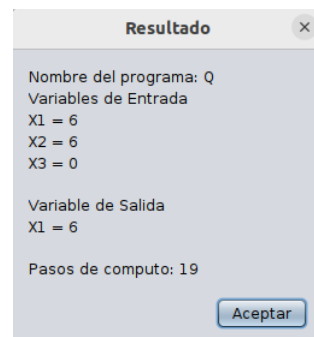 Resultado
Nombre del programa: Q
Variables de Entrada
X1 = 6
X2 = 6
X3 = 0
Variable de Salida
X1 = 6
Pasos de computo: 19
Aceptar